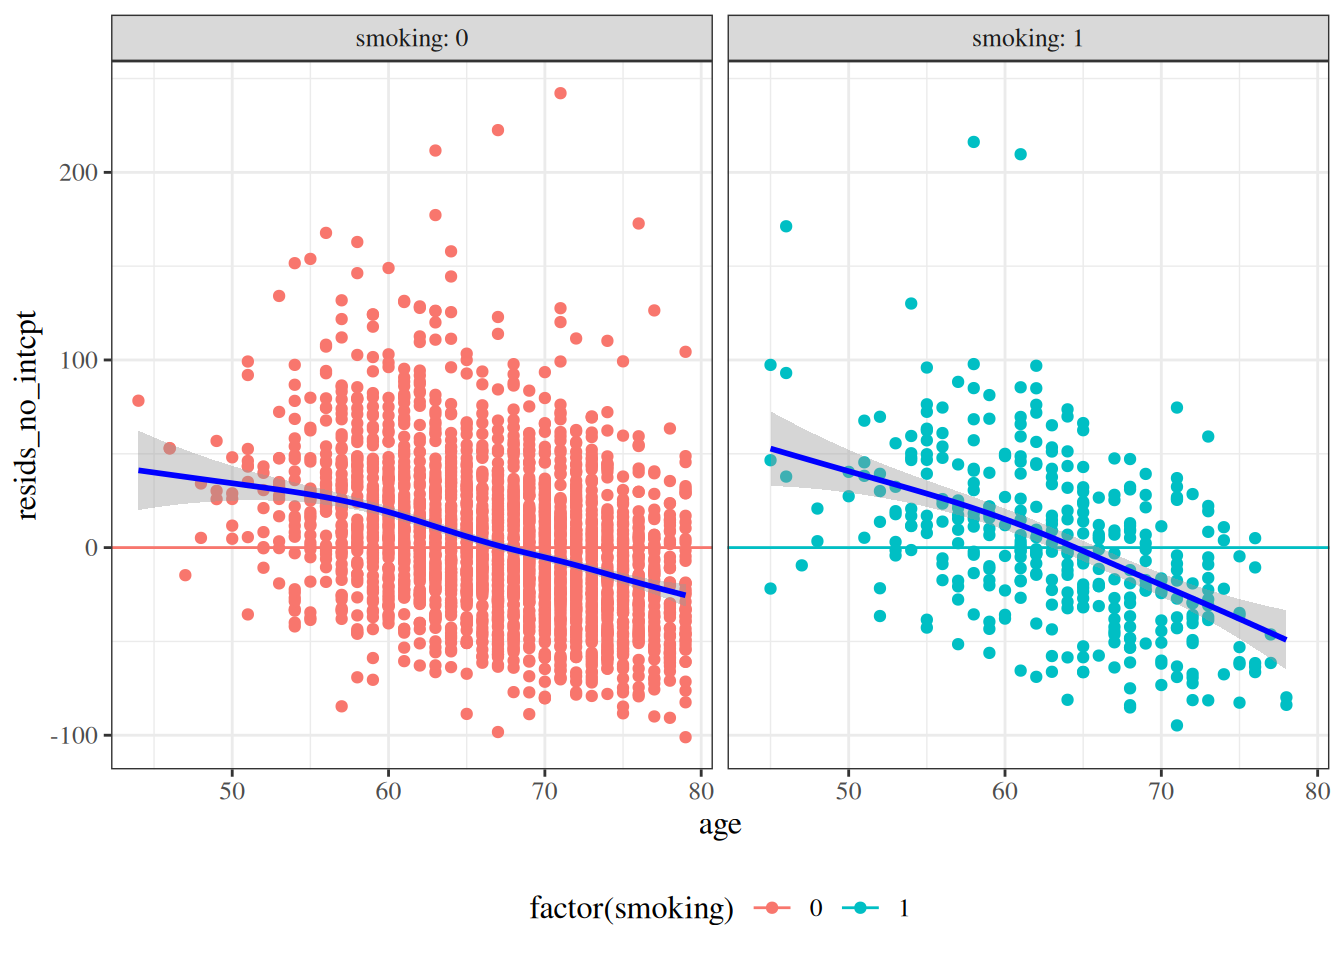 smoking: 0
smoking: 1
resids_no_intcpt
200
100
0
-100
50 60 70 80
50 60 70 80
age
factor(smoking) 0 1